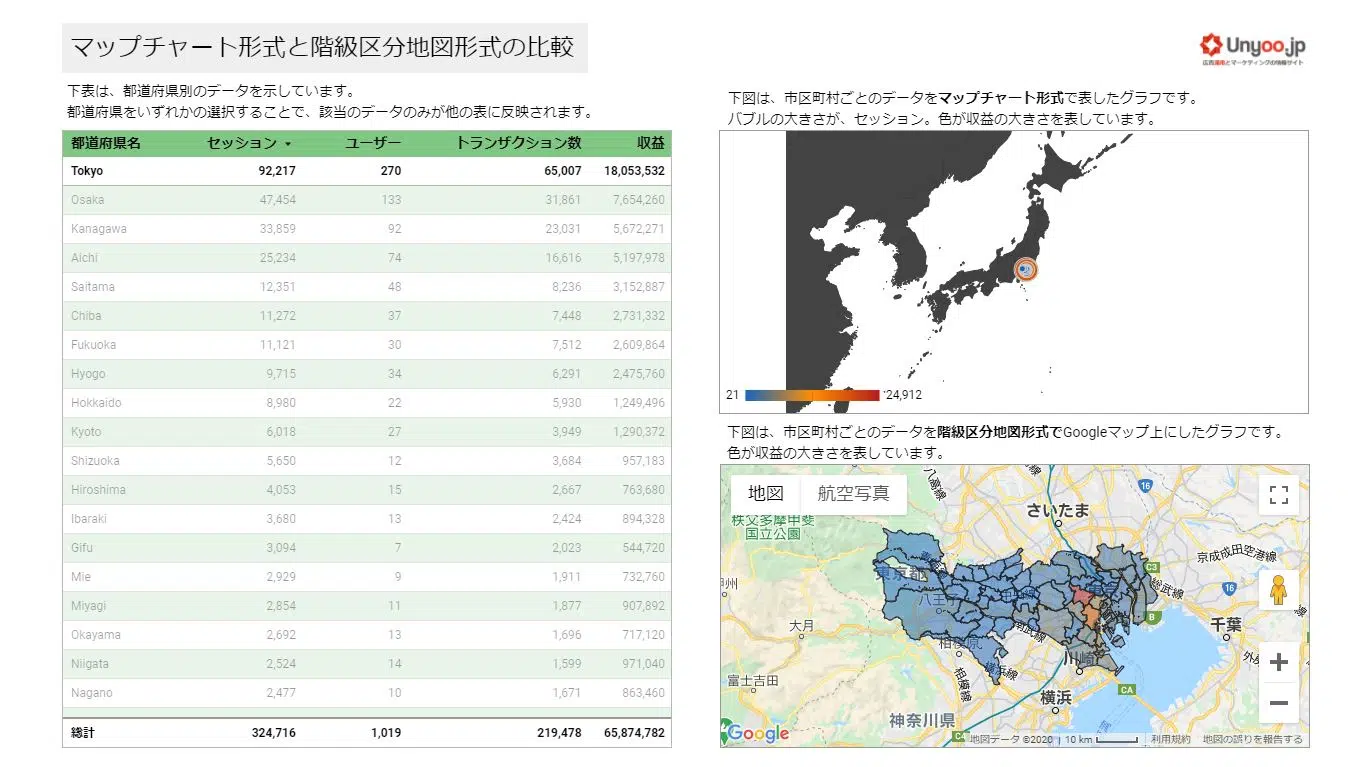 マップチャート形式と階級区分地図形式の比較
Unyoo.jp
広告運用とマーケティングの情報サイト
下表は、都道府県別のデータを示しています。
都道府県をいずれかの選択することで、該当のデータのみが他の表に反映されます。
都道府県名 セッション ▼ ユーザー トランザクション数 収益
Tokyo 92,217 270 65,007 18,053,532
Osaka 47,454 133 31,861 7,654,260
Kanagawa 33,859 92 23,031 5,672,271
Aichi 25,234 74 16,616 5,197,978
Saitama 12,351 48 8,236 3,152,887
Chiba 11,272 37 7,448 2,731,332
Fukuoka 11,121 30 7,512 2,609,864
Hyogo 9,715 34 6,291 2,475,760
Hokkaido 8,980 22 5,930 1,249,496
Kyoto 6,018 27 3,949 1,290,372
Shizuoka 5,650 12 3,684 957,183
Hiroshima 4,053 15 2,667 763,680
Ibaraki 3,680 13 2,424 894,328
Gifu 3,094 7 2,023 544,720
Mie 2,929 9 1,911 732,760
Miyagi 2,854 11 1,877 907,892
Okayama 2,692 13 1,696 717,120
Niigata 2,524 14 1,599 971,040
Nagano 2,477 10 1,671 863,460
総計 324,716 1,019 219,478 65,874,782
下図は、市区町村ごとのデータをマップチャート形式で表したグラフです。
バブルの大きさが、セッション。色が収益の大きさを表しています。
21 24,912
下図は、市区町村ごとのデータを階級区分地図形式でGoogleマップ上にしたグラフです。
色が収益の大きさを表しています。
地図 航空写真
八高線
16
さいたま
秩父多摩甲斐
国立公園
京成成田空港線
東京都
C3
総武線
16
州
八王子
中央線
B
大月
南武線
千葉
相模原
川崎
横浜線
相模線
外房
富士吉田
CA
横浜
神奈川県
C4
Google
地図データ ©2020 10 km 利用規約 地図の誤りを報告する